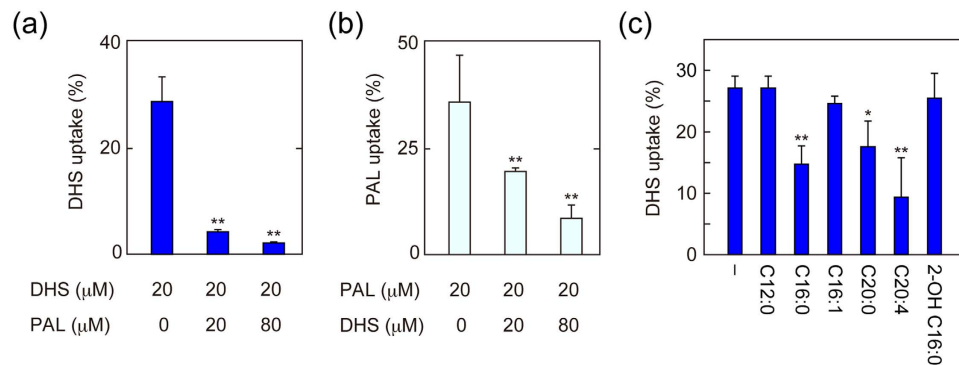 (a)
DHS uptake (%)
40
20
0
**
**
DHS (μM) 20 20 20
PAL (μM) 0 20 80
(b)
PAL uptake (%)
50
25
0
**
**
PAL (μM) 20 20 20
DHS (μM) 0 20 80
(c)
DHS uptake (%)
30
20
10
0
**
*
**
–
C12:0
C16:0
C16:1
C20:0
C20:4
2-OH C16:0